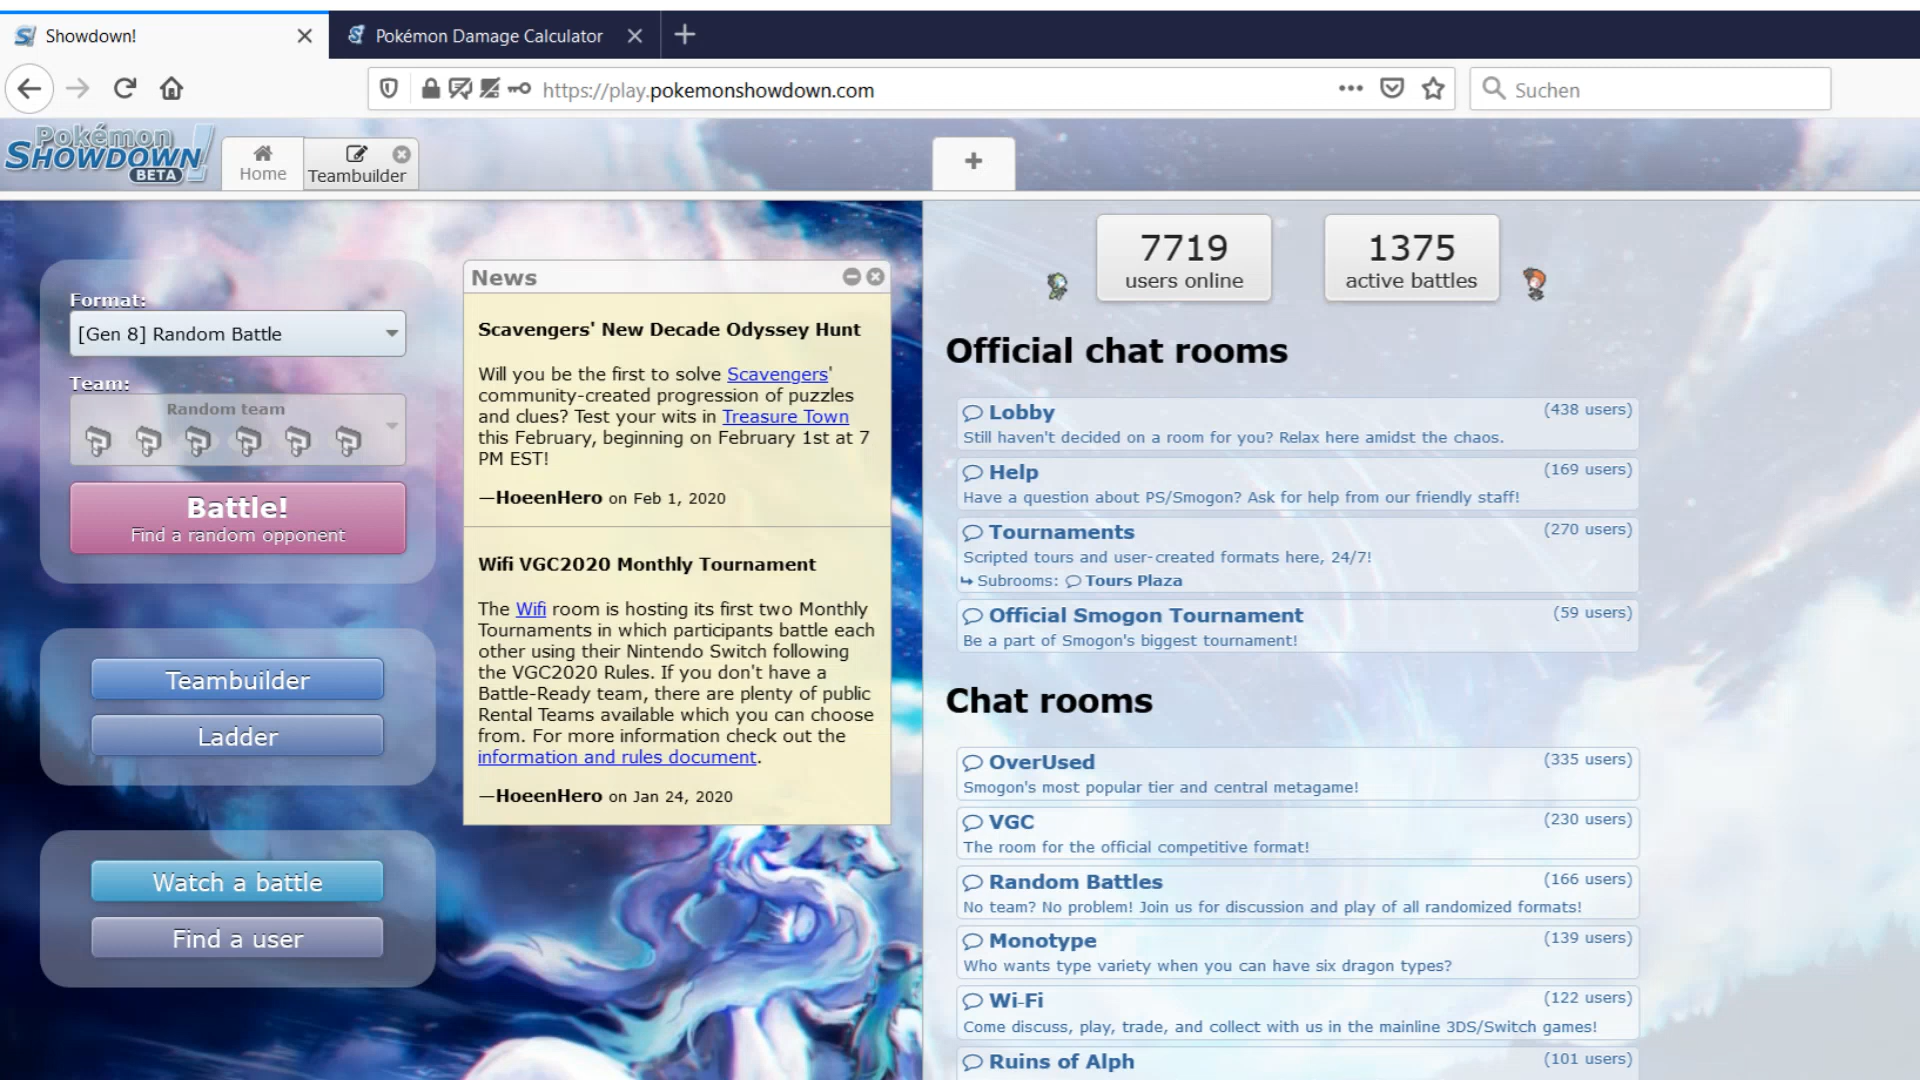 Showdown!
Pokémon Damage Calculator
https://play.pokemonshowdown.com
Suchen
Pokémon
SHOWDOWN!
BETA
Home
Teambuilder
Format:
[Gen 8] Random Battle
Team:
Random team
Battle!
Find a random opponent
Teambuilder
Ladder
Watch a battle
Find a user
News
Scavengers' New Decade Odyssey Hunt
Will you be the first to solve Scavengers'
community-created progression of puzzles
and clues? Test your wits in Treasure Town
this February, beginning on February 1st at 7
PM EST!
—HoeenHero on Feb 1, 2020
Wifi VGC2020 Monthly Tournament
The Wifi room is hosting its first two Monthly
Tournaments in which participants battle each
other using their Nintendo Switch following
the VGC2020 Rules. If you don't have a
Battle-Ready team, there are plenty of public
Rental Teams available which you can choose
from. For more information check out the
information and rules document.
—HoeenHero on Jan 24, 2020
7719
users online
1375
active battles
Official chat rooms
Lobby (438 users)
Still haven't decided on a room for you? Relax here amidst the chaos.
Help (169 users)
Have a question about PS/Smogon? Ask for help from our friendly staff!
Tournaments (270 users)
Scripted tours and user-created formats here, 24/7!
↳ Subrooms: Tours Plaza
Official Smogon Tournament (59 users)
Be a part of Smogon's biggest tournament!
Chat rooms
OverUsed (335 users)
Smogon's most popular tier and central metagame!
VGC (230 users)
The room for the official competitive format!
Random Battles (166 users)
No team? No problem! Join us for discussion and play of all randomized formats!
Monotype (139 users)
Who wants type variety when you can have six dragon types?
Wi-Fi (122 users)
Come discuss, play, trade, and collect with us in the mainline 3DS/Switch games!
Ruins of Alph (101 users)